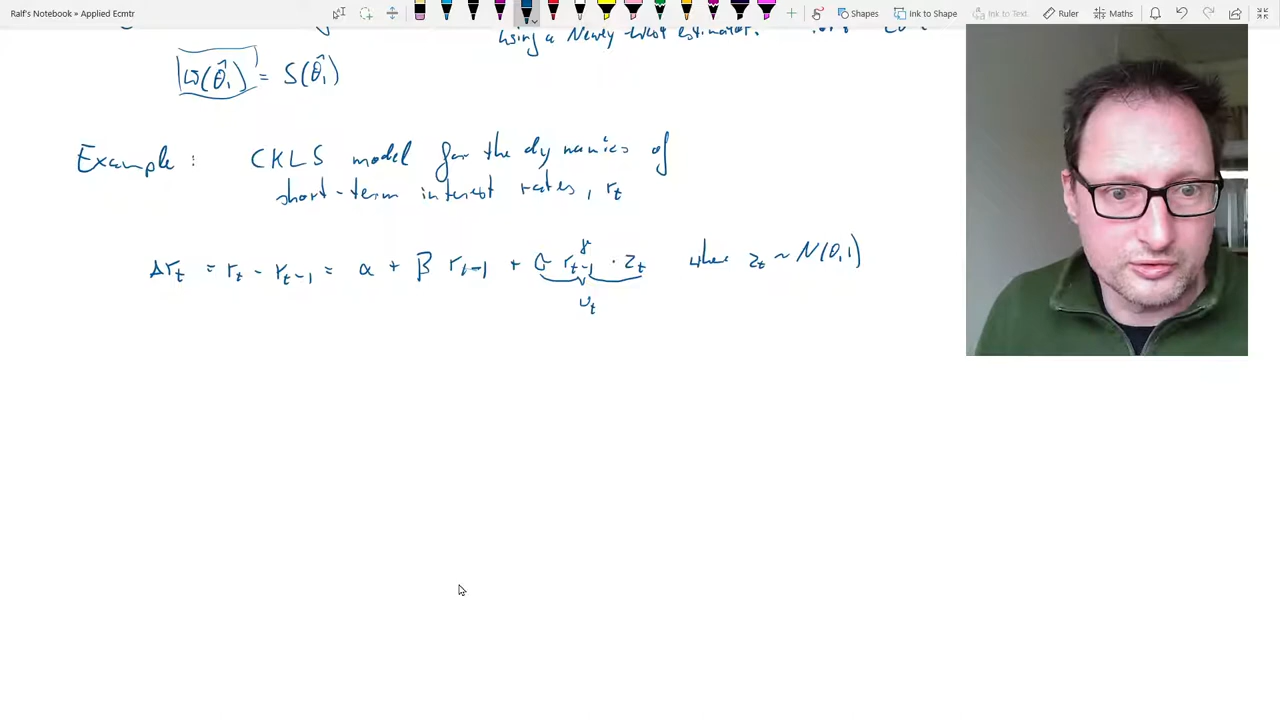 Ralf's Notebook » Applied Ecmtr
Shapes
Ink to Shape
Ink to Text
Ruler
Maths
using a Newey-West estimator.
W(θ̂₁) = S(θ̂₁)
Example : CKLS model for the dynamics of
short-term interest rates, rₜ
Δrₜ = rₜ - rₜ₋₁ = α + β rₜ₋₁ + σ rₜ₋₁^γ · zₜ where zₜ ~ N(0,1)
uₜ